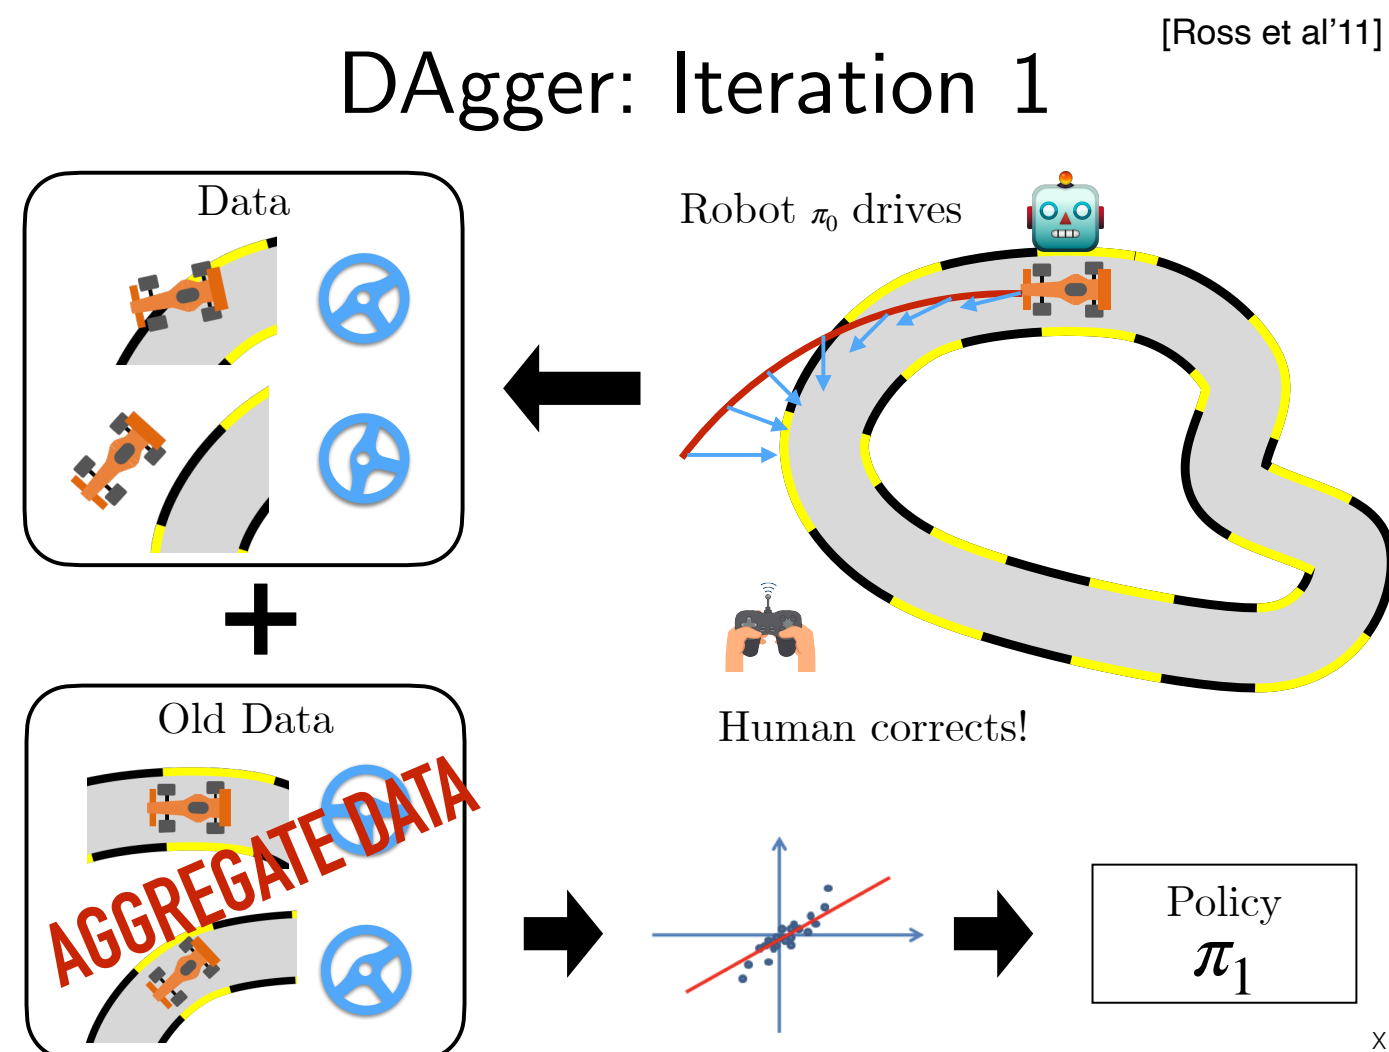 [Ross et al’11]
DAgger: Iteration 1
Data
Robot π₀ drives
Human corrects!
Old Data
AGGREGATE DATA
Policy
π₁
X